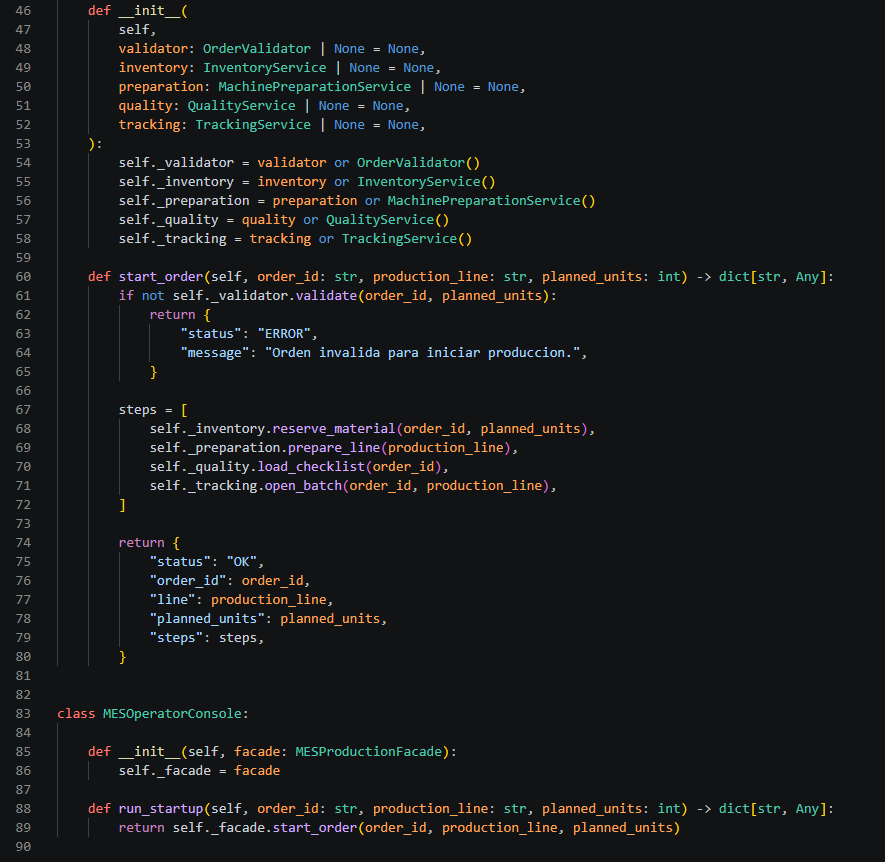 46     def __init__(
47         self,
48         validator: OrderValidator | None = None,
49         inventory: InventoryService | None = None,
50         preparation: MachinePreparationService | None = None,
51         quality: QualityService | None = None,
52         tracking: TrackingService | None = None,
53     ):
54         self._validator = validator or OrderValidator()
55         self._inventory = inventory or InventoryService()
56         self._preparation = preparation or MachinePreparationService()
57         self._quality = quality or QualityService()
58         self._tracking = tracking or TrackingService()
59
60     def start_order(self, order_id: str, production_line: str, planned_units: int) -> dict[str, Any]:
61         if not self._validator.validate(order_id, planned_units):
62             return {
63                 "status": "ERROR",
64                 "message": "Orden invalida para iniciar produccion.",
65             }
66
67         steps = [
68             self._inventory.reserve_material(order_id, planned_units),
69             self._preparation.prepare_line(production_line),
70             self._quality.load_checklist(order_id),
71             self._tracking.open_batch(order_id, production_line),
72         ]
73
74         return {
75             "status": "OK",
76             "order_id": order_id,
77             "line": production_line,
78             "planned_units": planned_units,
79             "steps": steps,
80         }
81
82
83 class MESOperatorConsole:
84
85     def __init__(self, facade: MESProductionFacade):
86         self._facade = facade
87
88     def run_startup(self, order_id: str, production_line: str, planned_units: int) -> dict[str, Any]:
89         return self._facade.start_order(order_id, production_line, planned_units)
90